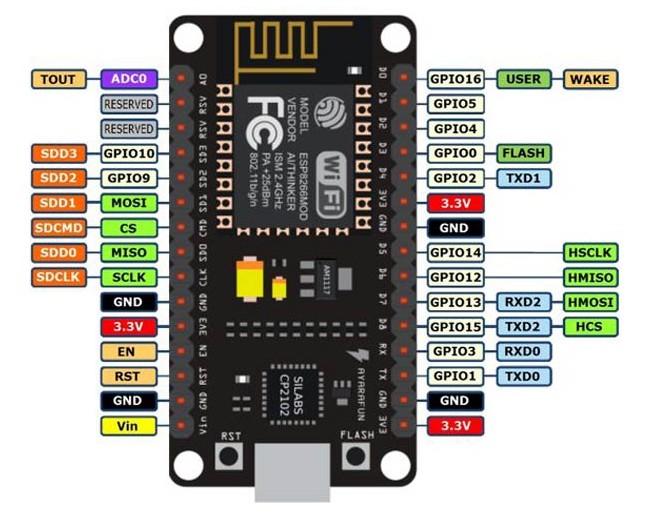 TOUT ADC0 A0 D0 GPIO16 USER WAKE
RESERVED RSV D1 GPIO5
RESERVED RSV D2 GPIO4
SDD3 GPIO10 SD3 D3 GPIO0 FLASH
SDD2 GPIO9 SD2 D4 GPIO2 TXD1
SDD1 MOSI SD1 3V3 3.3V
SDCMD CS CMD GND GND
SDD0 MISO SD0 D5 GPIO14 HSCLK
SDCLK SCLK CLK D6 GPIO12 HMISO
GND GND D7 GPIO13 RXD2 HMOSI
3.3V 3V3 D8 GPIO15 TXD2 HCS
EN EN RX GPIO3 RXD0
RST RST TX GPIO1 TXD0
GND GND GND GND
Vin Vin 3V3 3.3V
FCC
MODEL
VENDOR
ESP8266MOD
AI/THINKER
ISM 2.4GHz
PA +25dBm
802.11b/g/n
Wi Fi
AM1117
SILABS
CP2102
AYARAFUN
RST
FLASH